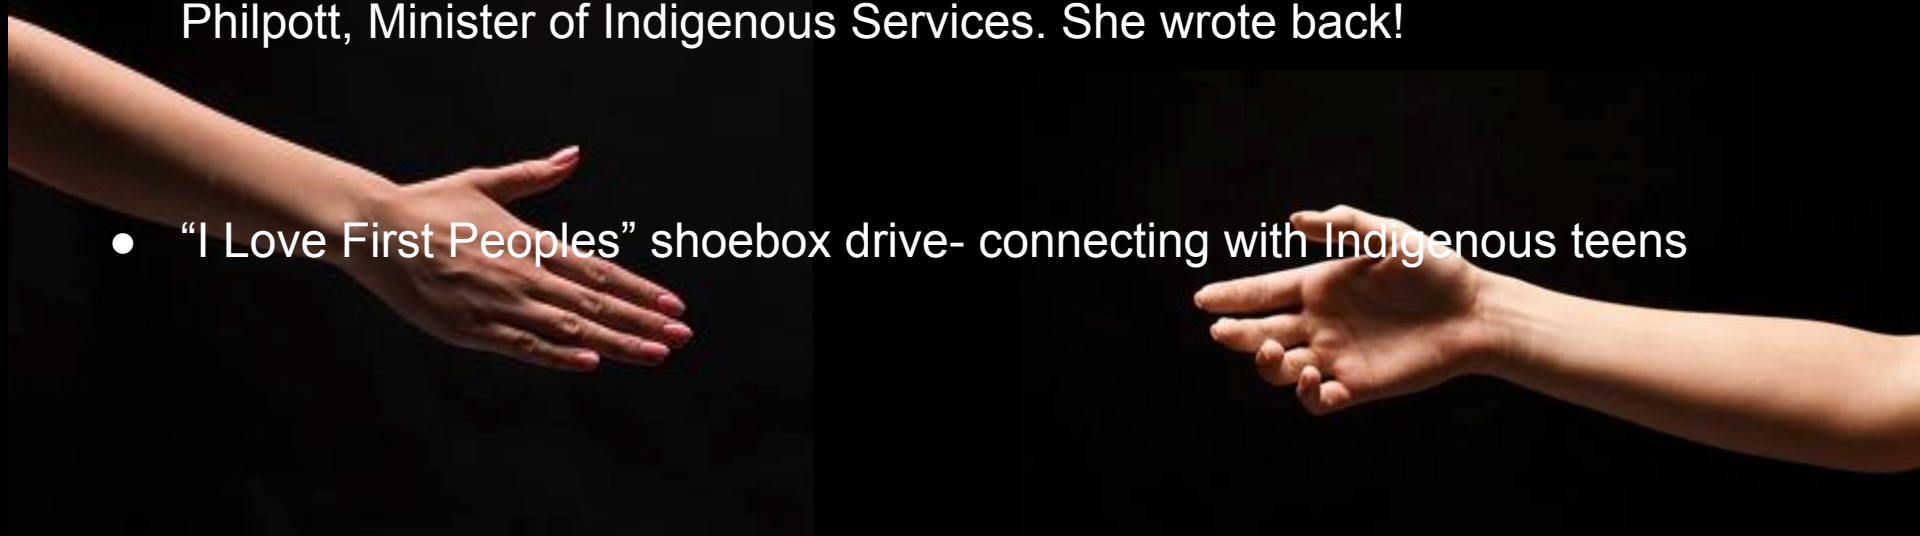 Philpott, Minister of Indigenous Services. She wrote back!
● “I Love First Peoples” shoebox drive- connecting with Indigenous teens